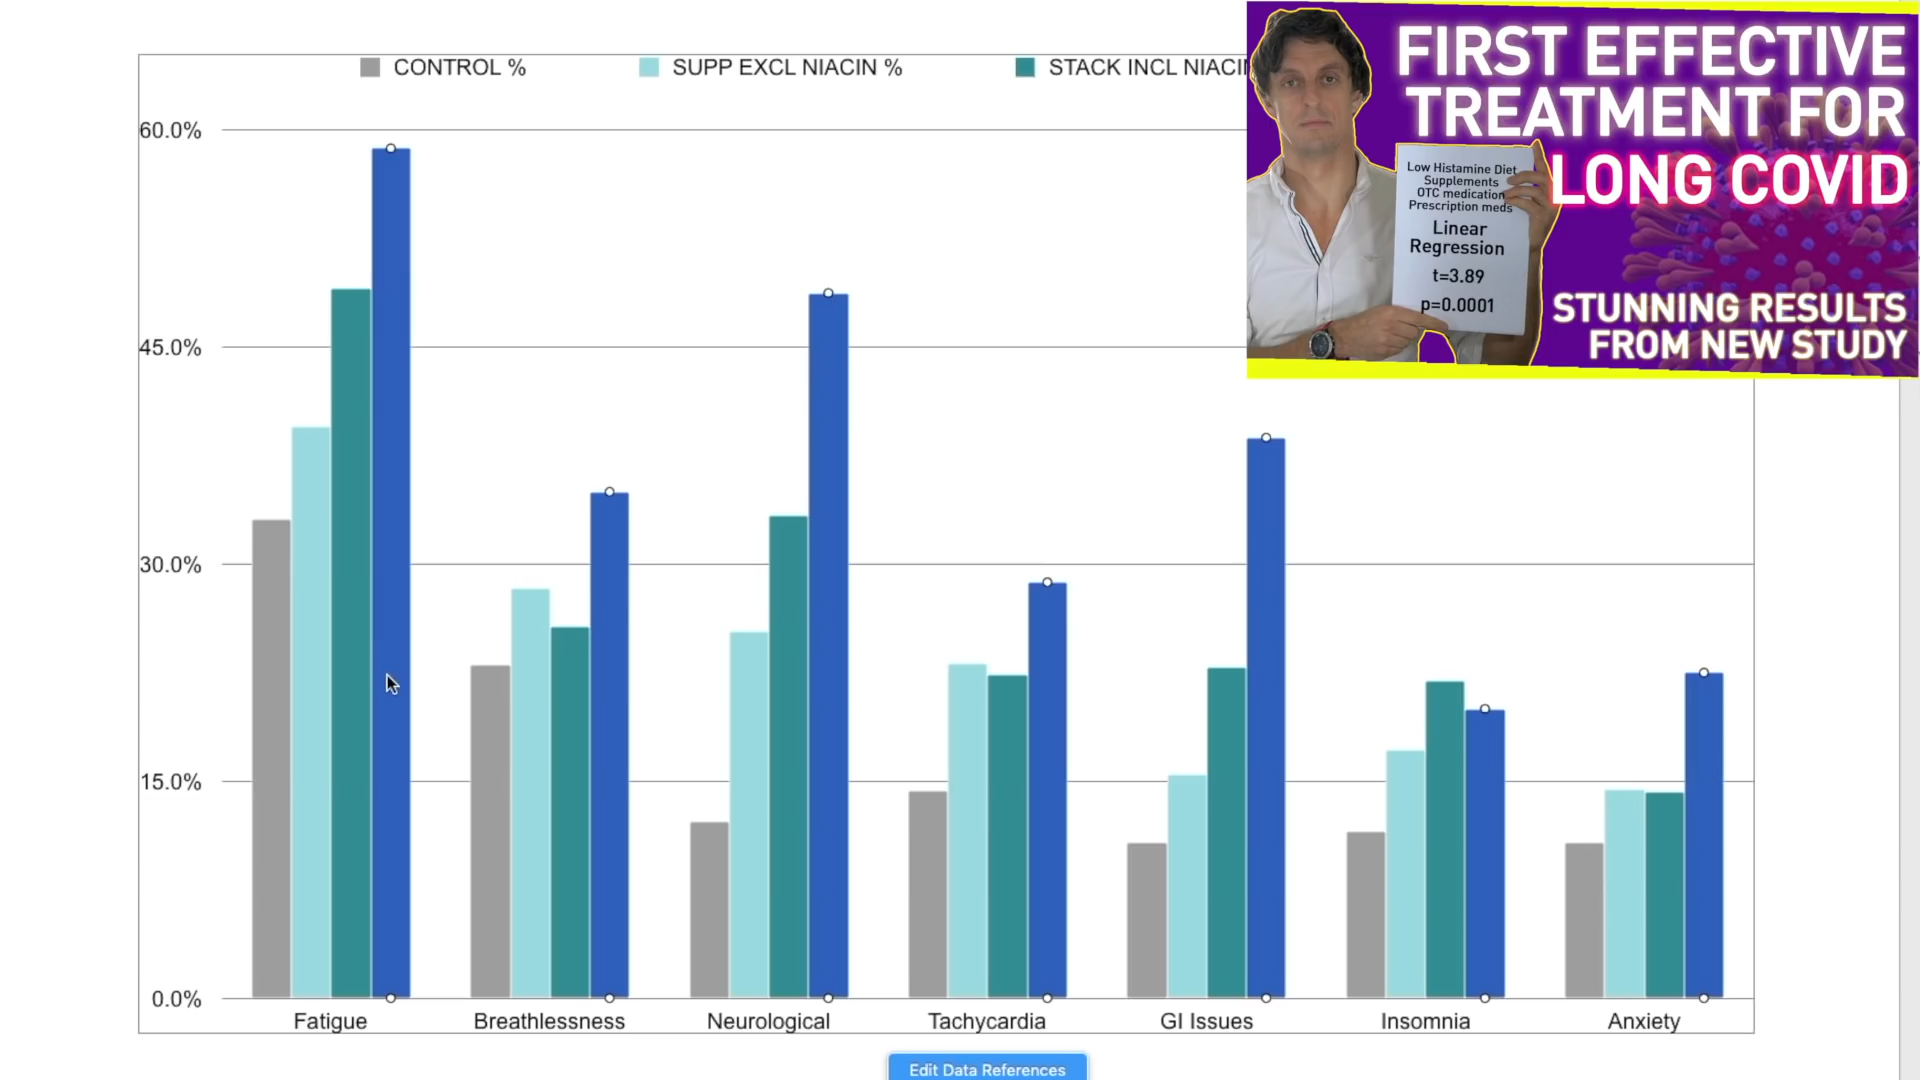 CONTROL %
SUPP EXCL NIACIN %
STACK INCL
60.0%
45.0%
30.0%
15.0%
0.0%
Fatigue
Breathlessness
Neurological
Tachycardia
GI Issues
Insomnia
Anxiety
Edit Data References
FIRST EFFECTIVE
TREATMENT FOR
LONG COVID
Low Histamine Diet
Supplements
OTC medication
Prescription meds
Linear
Regression
t=3.89
p=0.0001
STUNNING RESULTS
FROM NEW STUDY